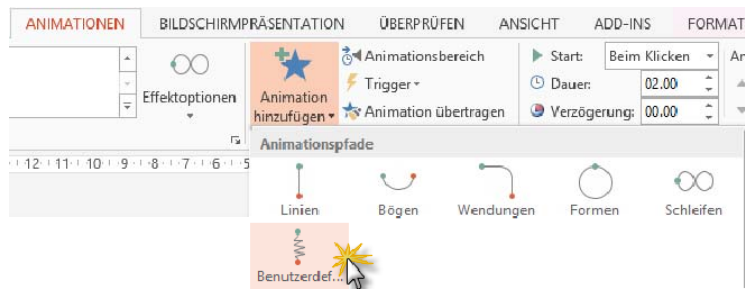 ANIMATIONEN BILDSCHIRMPRÄSENTATION ÜBERPRÜFEN ANSICHT ADD-INS FORMAT
Animationsbereich Start: Beim Klicken An
Effektoptionen Animation Trigger Dauer: 02.00
hinzufügen Animation übertragen Verzögerung: 00.00
Animationspfade
12 11 10 9 8 7 6 5
Linien Bögen Wendungen Formen Schleifen
Benutzerdef...